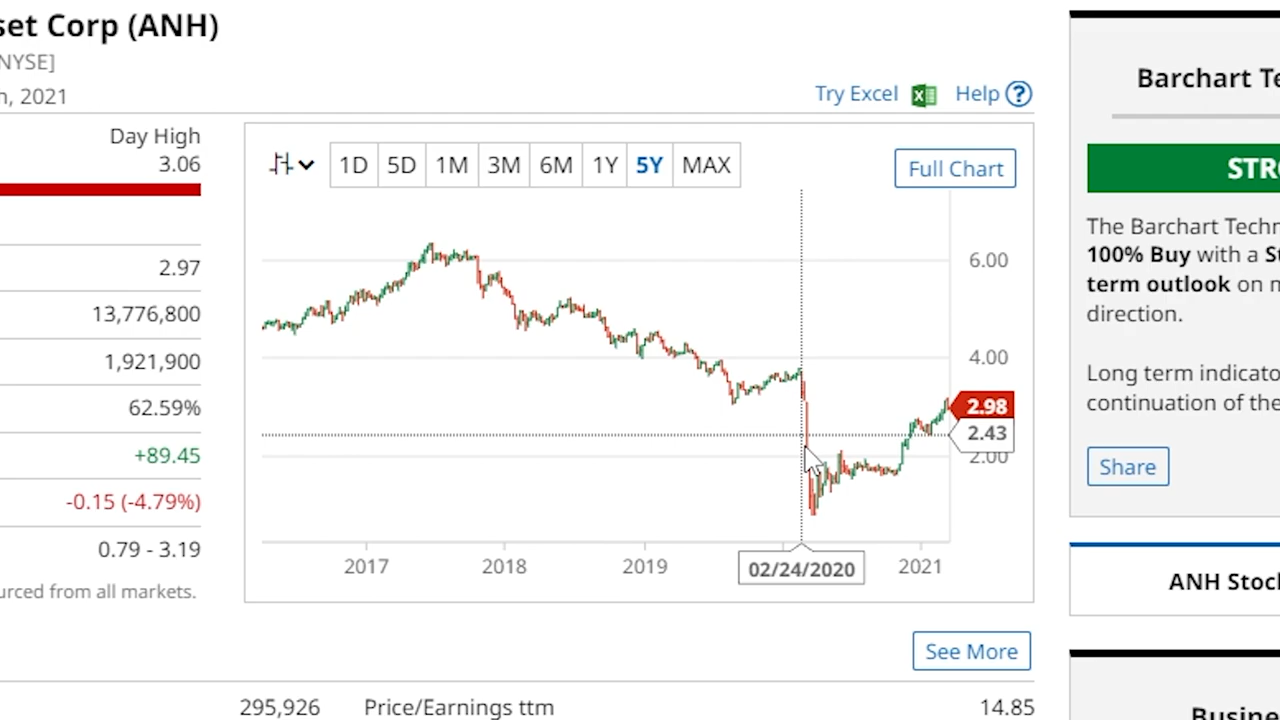 set Corp (ANH)
NYSE]
h, 2021
Try Excel Help ?
Day High
3.06
2.97
13,776,800
1,921,900
62.59%
+89.45
-0.15 (-4.79%)
0.79 - 3.19
urced from all markets.
1D 5D 1M 3M 6M 1Y 5Y MAX
Full Chart
6.00
4.00
2.98
2.43
2.00
2017 2018 2019 02/24/2020 2021
See More
295,926 Price/Earnings ttm 14.85
Barchart Te
STRO
The Barchart Techn
100% Buy with a St
term outlook on m
direction.
Long term indicato
continuation of the
Share
ANH Stock
Busine